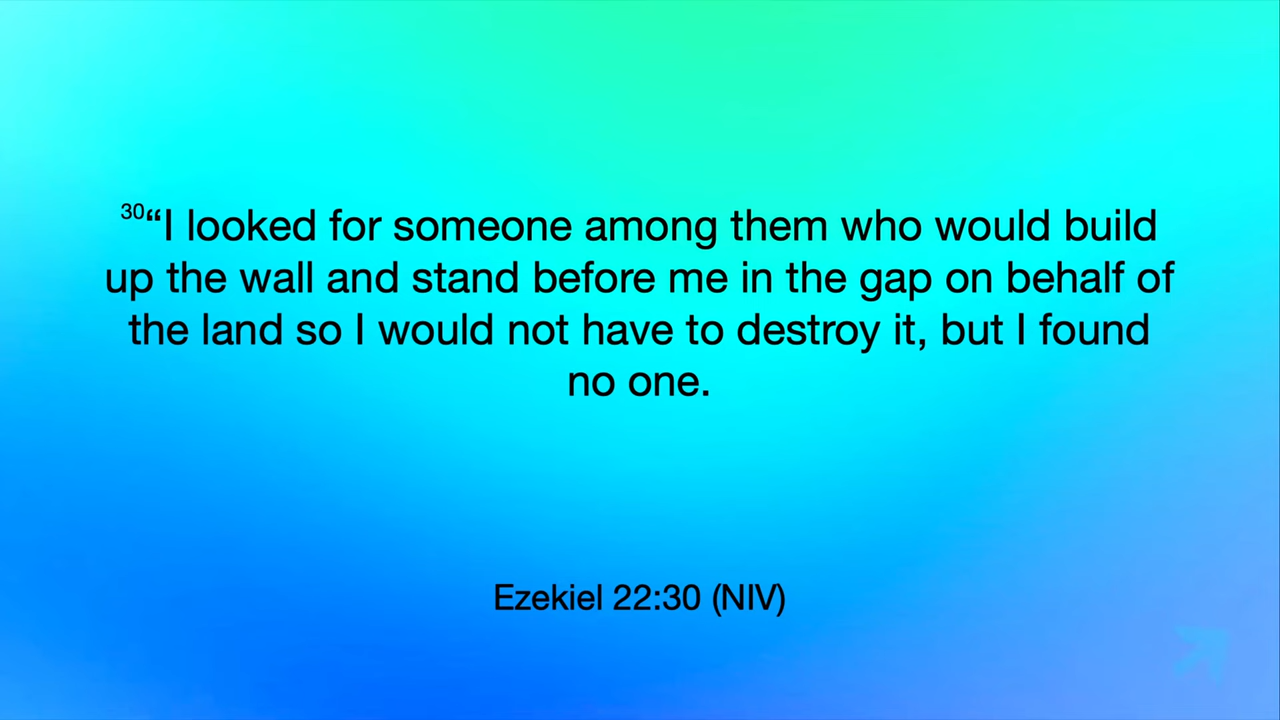 ³⁰“I looked for someone among them who would build
up the wall and stand before me in the gap on behalf of
the land so I would not have to destroy it, but I found
no one.
Ezekiel 22:30 (NIV)